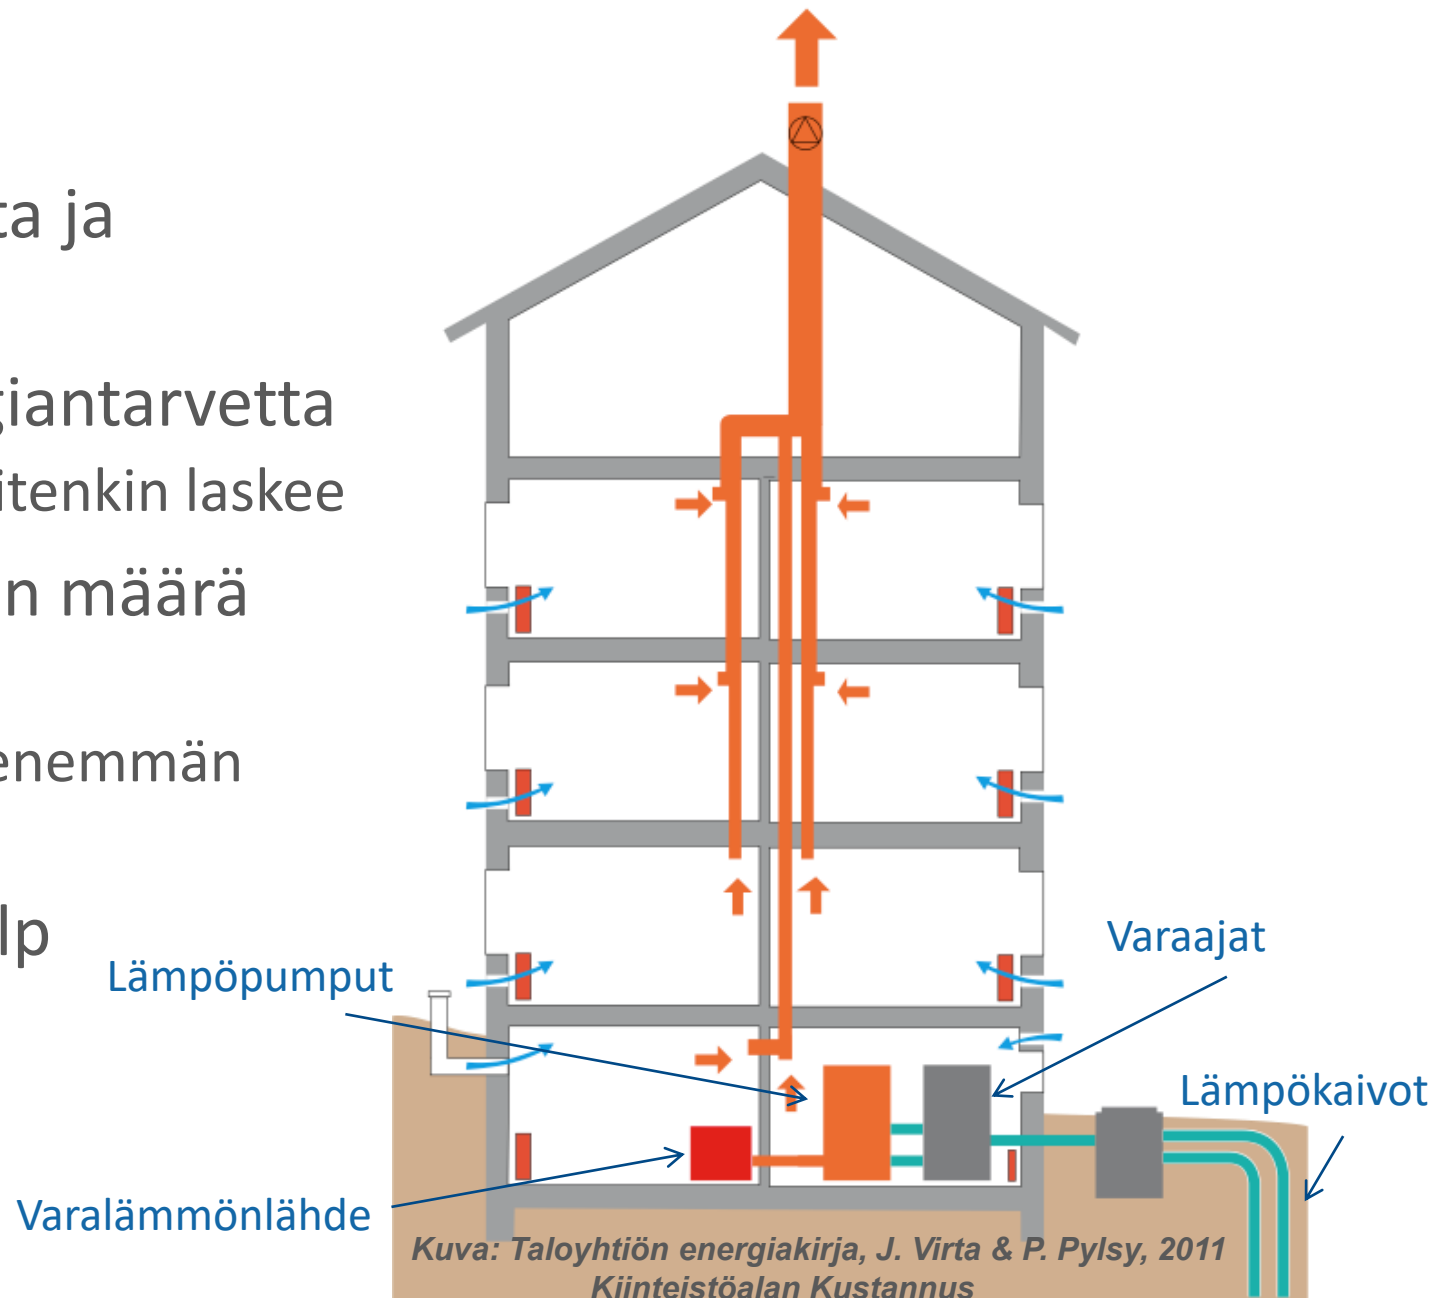 ta ja
giantarvetta
itenkin laskee
n määrä
enemmän
lp
Lämpöpumput
Varaajat
Lämpökaivot
Varalämmönlähde
Kuva: Taloyhtiön energiakirja, J. Virta & P. Pylsy, 2011
Kiinteistöalan Kustannus